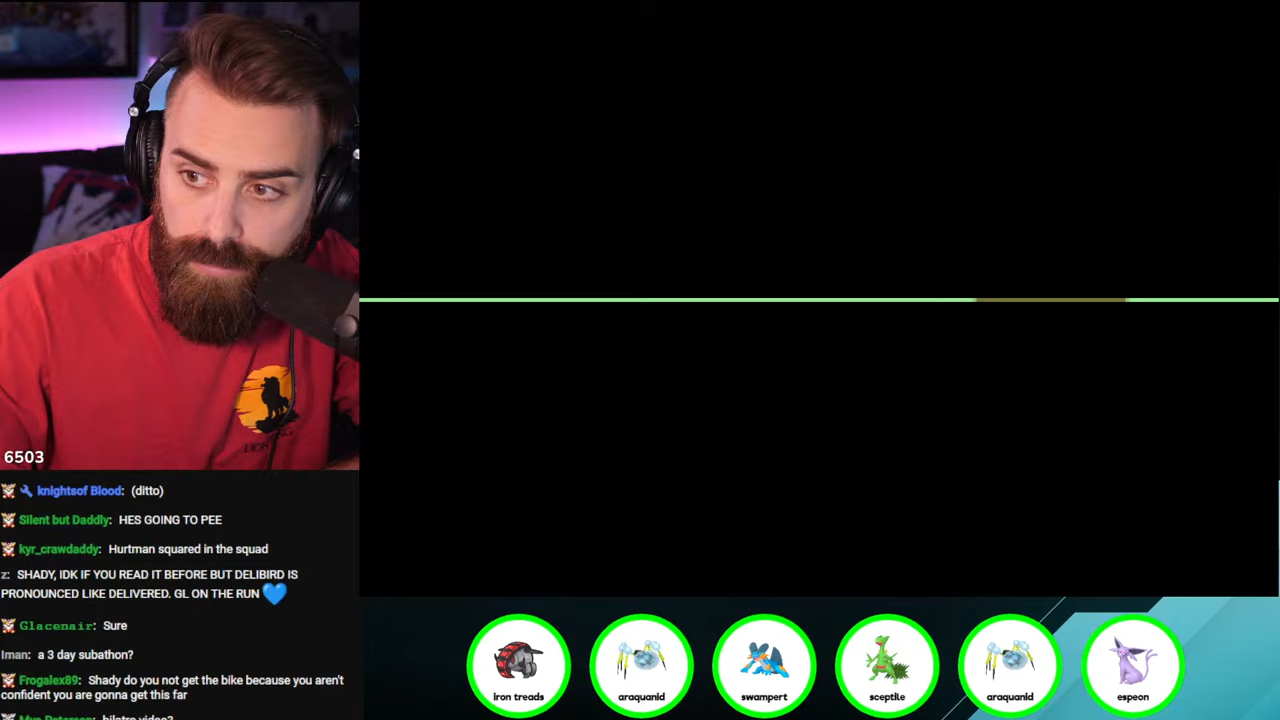 6503
knightsof Blood: (ditto)
Silent but Daddly: HES GOING TO PEE
kyr_crawdaddy: Hurtman squared in the squad
z: SHADY, IDK IF YOU READ IT BEFORE BUT DELIBIRD IS
PRONOUNCED LIKE DELIVERED. GL ON THE RUN 💙
Glacenair: Sure
Iman: a 3 day subathon?
Frogalex89: Shady do you not get the bike because you aren't
confident you are gonna get this far
iron treads
araquanid
swampert
sceptile
araquanid
espeon